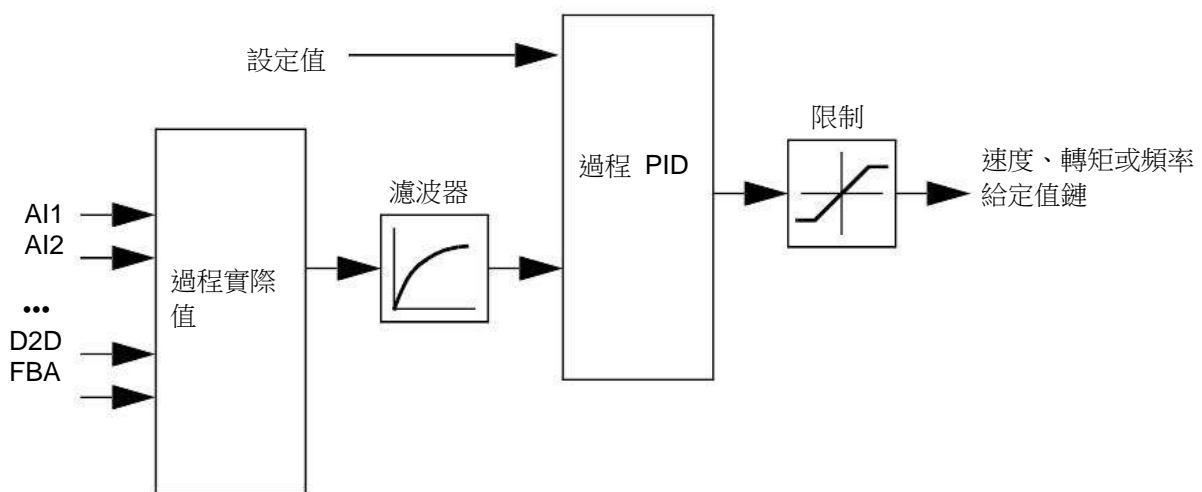 設定值
限制
過程 PID
速度、轉矩或頻率
給定值鏈
濾波器
AI1
AI2
過程實際
值
•••
D2D
FBA